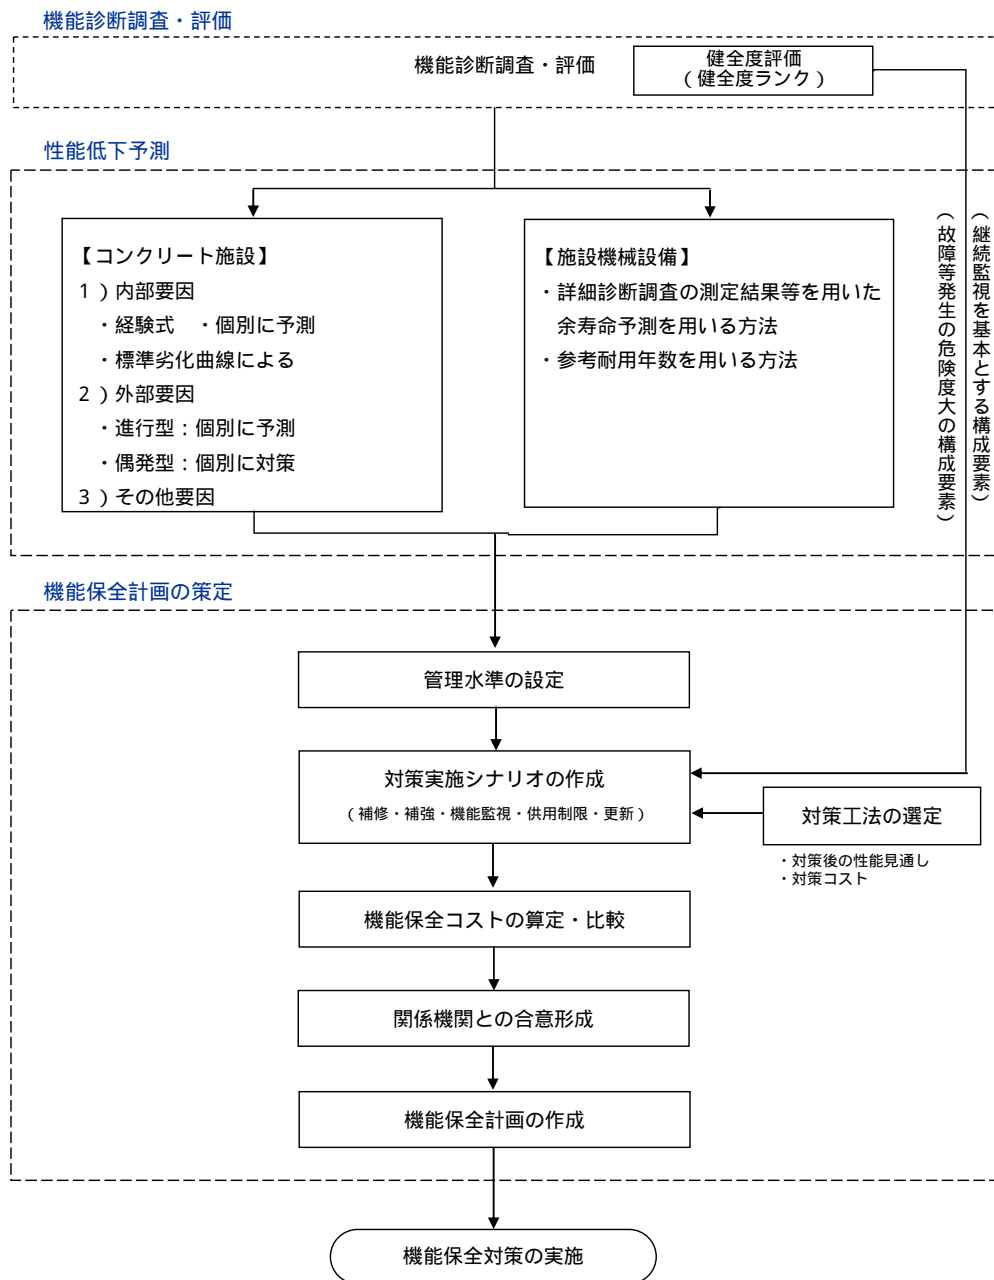 機能診断調査・評価
機能診断調査・評価
健全度評価
(健全度ランク)
性能低下予測
【コンクリート施設】
1)内部要因
・経験式 ・個別に予測
・標準劣化曲線による
2)外部要因
・進行型:個別に予測
・偶発型:個別に対策
3)その他要因
【施設機械設備】
・詳細診断調査の測定結果等を用いた
余寿命予測を用いる方法
・参考耐用年数を用いる方法
(継続監視を基本とする構成要素)
(故障等発生の危険度大の構成要素)
機能保全計画の策定
管理水準の設定
対策実施シナリオの作成
(補修・補強・機能監視・供用制限・更新)
対策工法の選定
・対策後の性能見通し
・対策コスト
機能保全コストの算定・比較
関係機関との合意形成
機能保全計画の作成
機能保全対策の実施